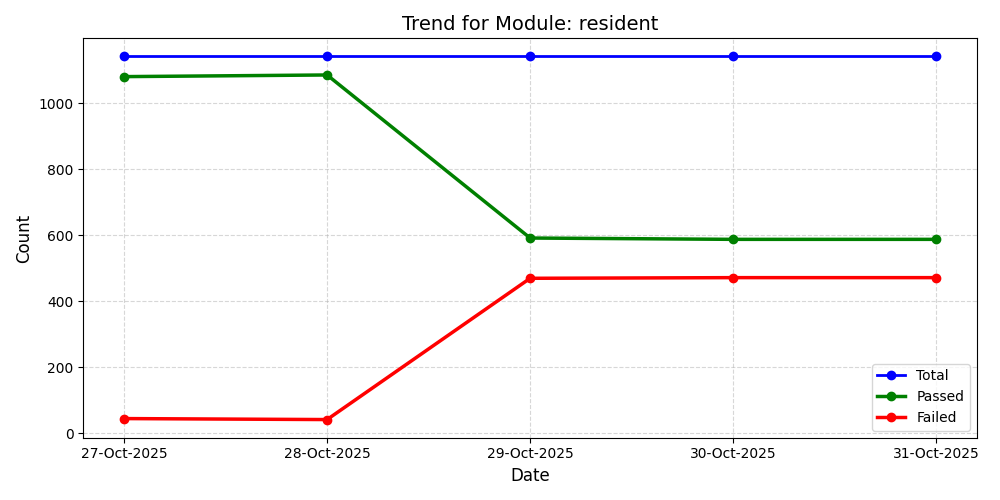 Trend for Module: resident
Count
1000
800
600
400
200
0
Total
Passed
Failed
27-Oct-2025
28-Oct-2025
29-Oct-2025
30-Oct-2025
31-Oct-2025
Date